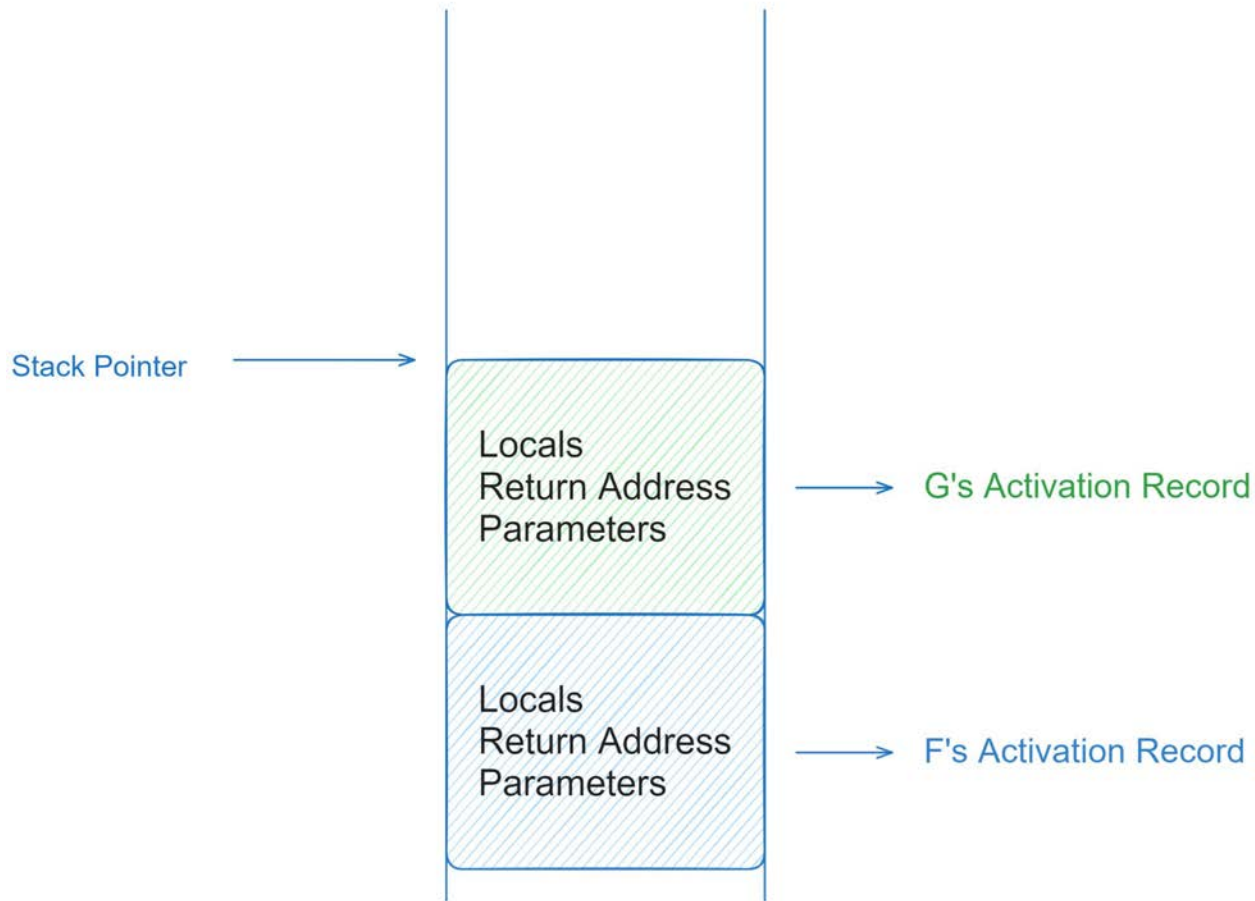 Stack Pointer
Locals
Return Address
Parameters
G's Activation Record
Locals
Return Address
Parameters
F's Activation Record